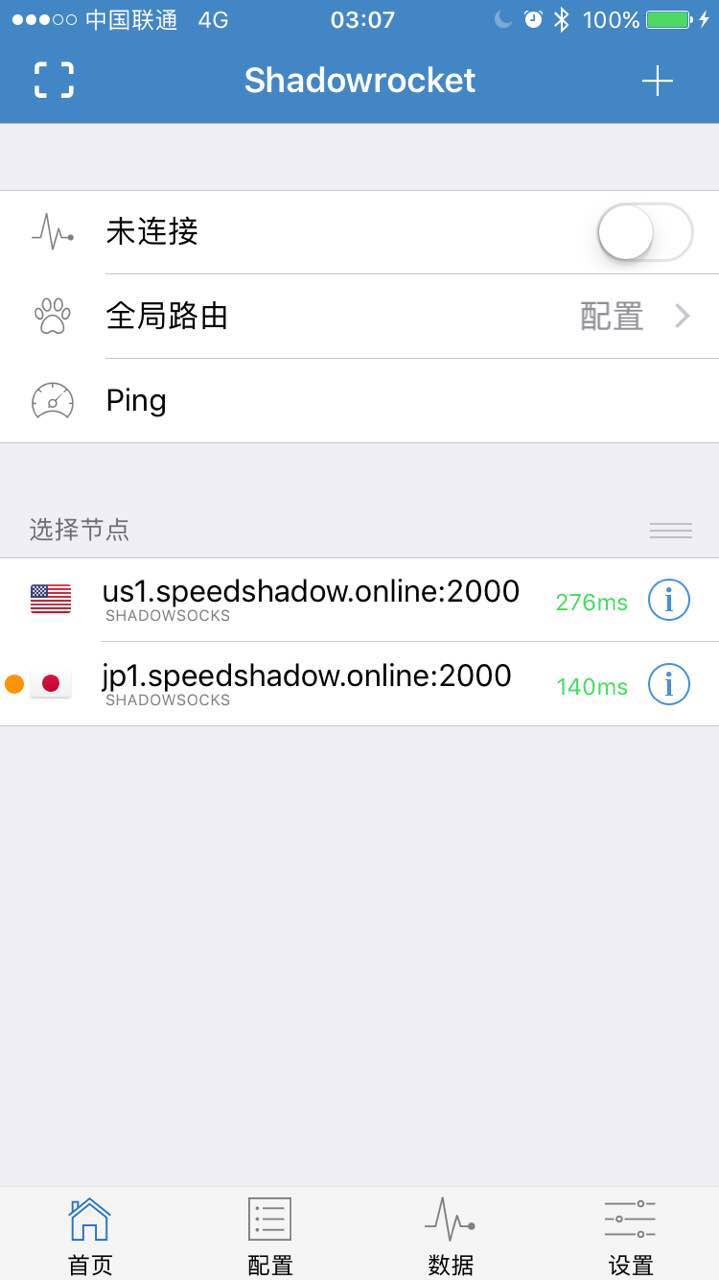 中国联通 4G 03:07 100%
Shadowrocket
未连接
全局路由 配置
Ping
选择节点
us1.speedshadow.online:2000 276ms
SHADOWSOCKS
jp1.speedshadow.online:2000 140ms
SHADOWSOCKS
首页 配置 数据 设置